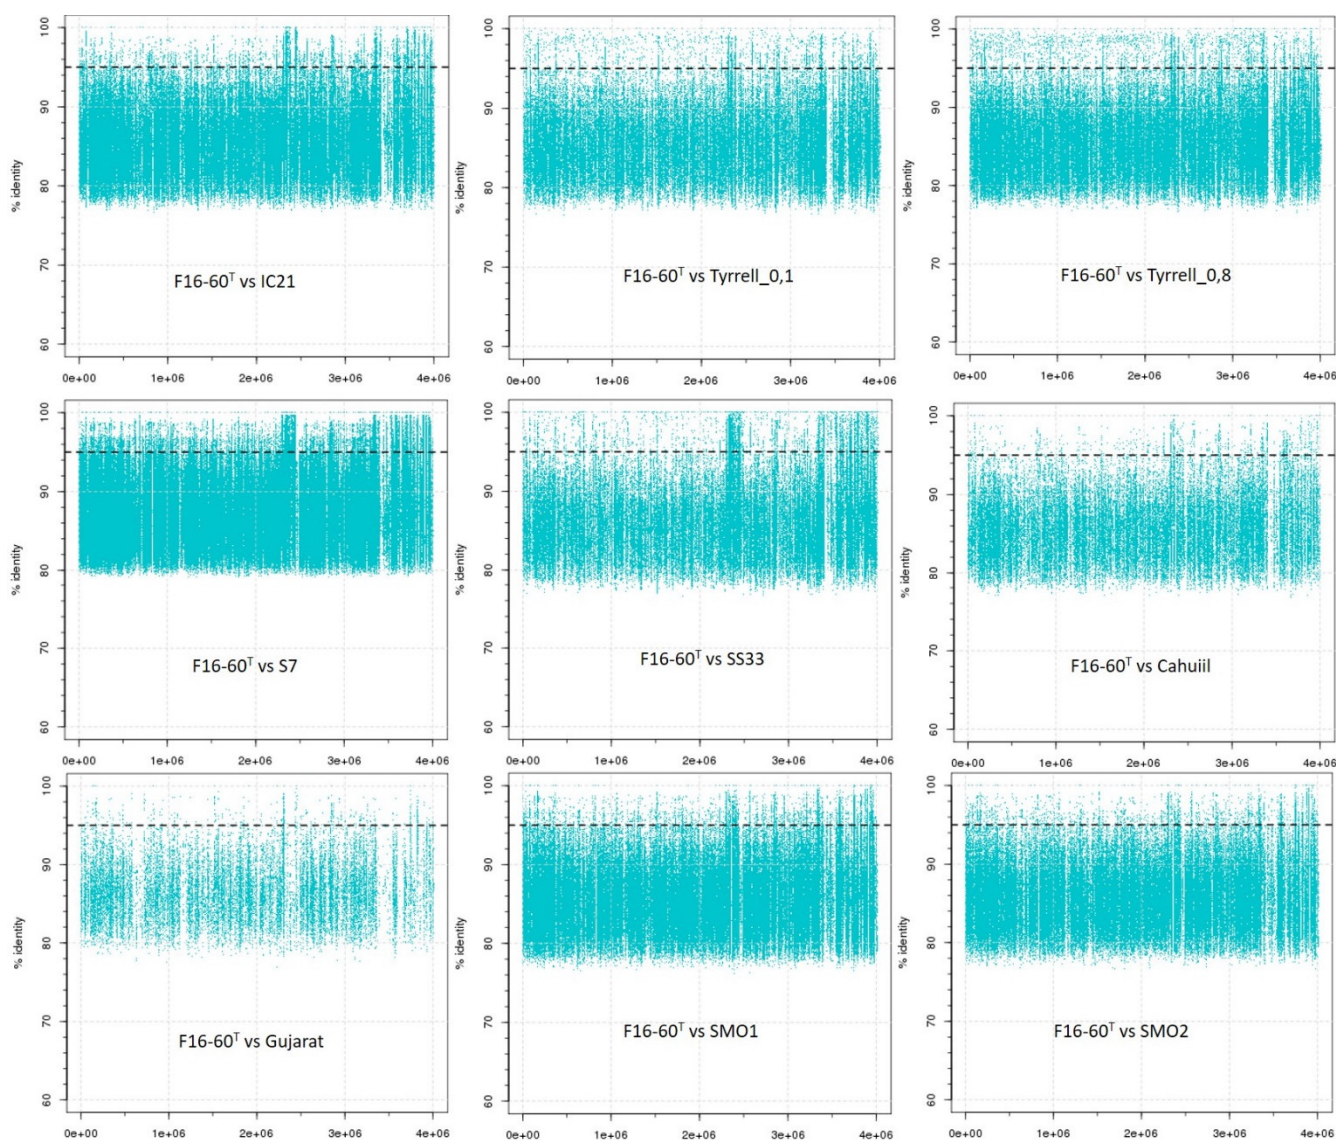 100
90
80
70
60
% identity
F16-60ᵀ vs IC21
0e+00 1e+06 2e+06 3e+06 4e+06
100
90
80
70
60
% identity
F16-60ᵀ vs Tyrrell_0,1
0e+00 1e+06 2e+06 3e+06 4e+06
100
90
80
70
60
% identity
F16-60ᵀ vs Tyrrell_0,8
0e+00 1e+06 2e+06 3e+06 4e+06
100
90
80
70
60
% identity
F16-60ᵀ vs S7
0e+00 1e+06 2e+06 3e+06 4e+06
100
90
80
70
60
% identity
F16-60ᵀ vs SS33
0e+00 1e+06 2e+06 3e+06 4e+06
100
90
80
70
60
% identity
F16-60ᵀ vs Cahuiil
0e+00 1e+06 2e+06 3e+06 4e+06
100
90
80
70
60
% identity
F16-60ᵀ vs Gujarat
0e+00 1e+06 2e+06 3e+06 4e+06
100
90
80
70
60
% identity
F16-60ᵀ vs SMO1
0e+00 1e+06 2e+06 3e+06 4e+06
100
90
80
70
60
% identity
F16-60ᵀ vs SMO2
0e+00 1e+06 2e+06 3e+06 4e+06